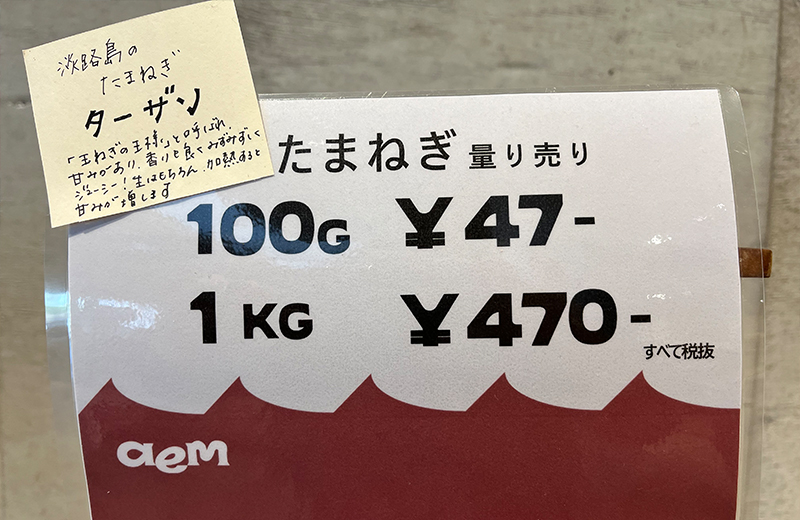 淡路島の
たまねぎ
ターザン
「玉ねぎの王様」と呼ばれ、
甘みがあり、香りも良くみずみずしく
ジューシー！生はもちろん、加熱すると
甘みが増します
たまねぎ 量り売り
100G ¥47-
1KG ¥470-
すべて税抜
aem